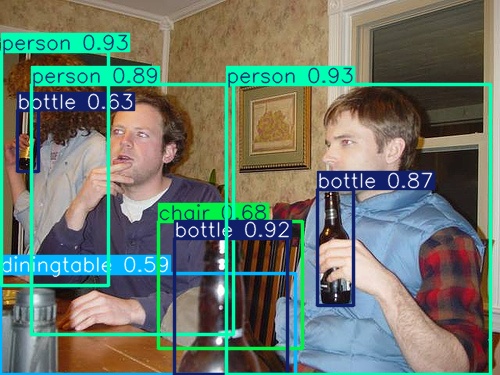 person 0.93
person 0.89
person 0.93
bottle 0.63
bottle 0.87
chair 0.68
bottle 0.92
diningtable 0.59